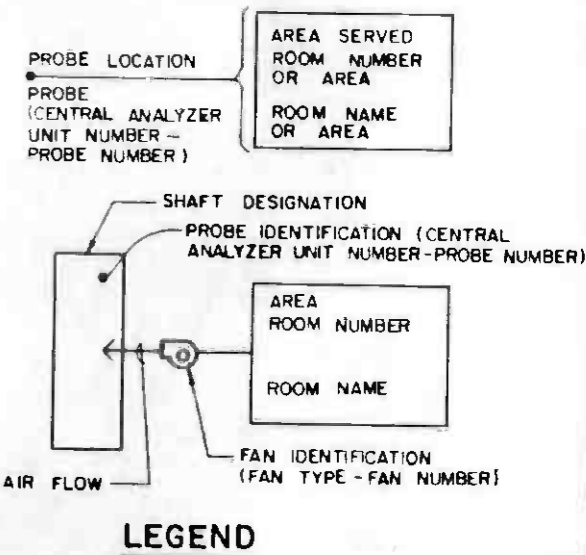 AREA SERVED
ROOM NUMBER
OR AREA
ROOM NAME
OR AREA
PROBE LOCATION
PROBE
(CENTRAL ANALYZER
UNIT NUMBER -
PROBE NUMBER)
SHAFT DESIGNATION
PROBE IDENTIFICATION (CENTRAL
ANALYZER UNIT NUMBER-PROBE NUMBER)
AREA
ROOM NUMBER
ROOM NAME
FAN IDENTIFICATION
(FAN TYPE - FAN NUMBER)
AIR FLOW
LEGEND